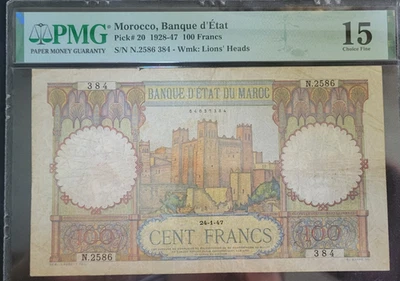 PMG
PAPER MONEY GUARANTY
Morocco, Banque d'État
Pick# 20 1928-47 100 Francs
S/N N.2586 384 - Wmk: Lions' Heads
15
Choice Fine
384
N.2586
BANQUE D'ETAT DU MAROC
24-1-47
100
CENT FRANCS
100
N.2586
384